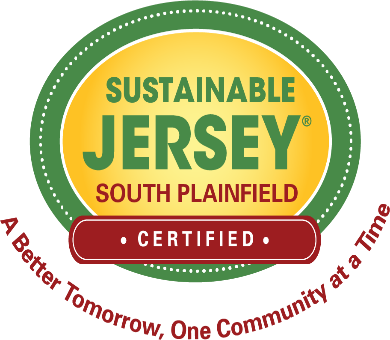 SUSTAINABLE
JERSEY®
SOUTH PLAINFIELD
• CERTIFIED •
A Better Tomorrow, One Community at a Time